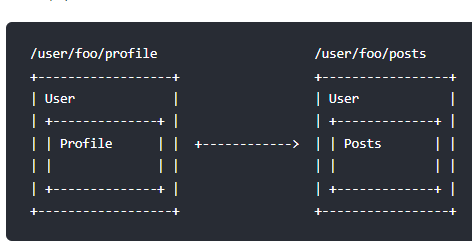 /user/foo/profile                     /user/foo/posts
+------------------+                  +-----------------+
| User             |                  | User            |
| +--------------+ |                  | +-------------+ |
| | Profile      | |  +------------>  | | Posts       | |
| |              | |                  | |             | |
| +--------------+ |                  | +-------------+ |
+------------------+                  +-----------------+